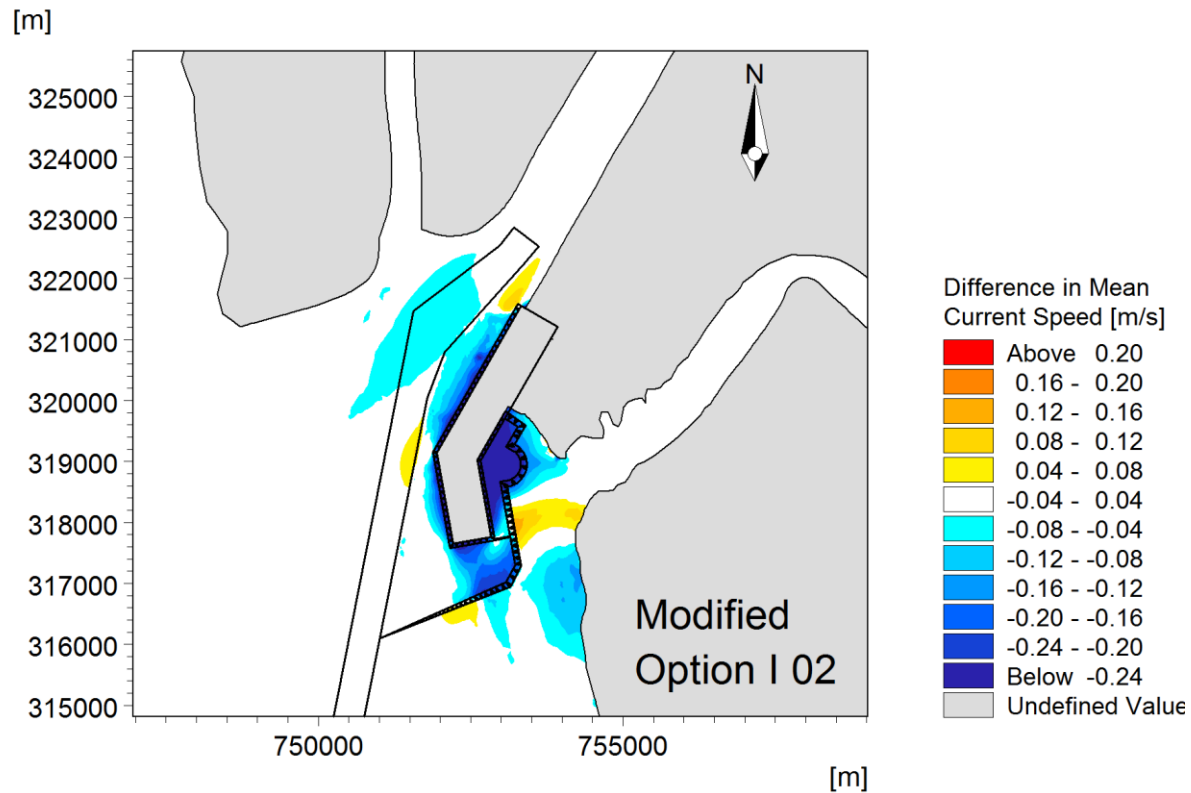 [m]
325000
324000
323000
322000
321000
320000
319000
318000
317000
316000
315000
750000
755000
[m]
N
Modified
Option I 02
Difference in Mean
Current Speed [m/s]
Above 0.20
0.16 - 0.20
0.12 - 0.16
0.08 - 0.12
0.04 - 0.08
-0.04 - 0.04
-0.08 - -0.04
-0.12 - -0.08
-0.16 - -0.12
-0.20 - -0.16
-0.24 - -0.20
Below -0.24
Undefined Value